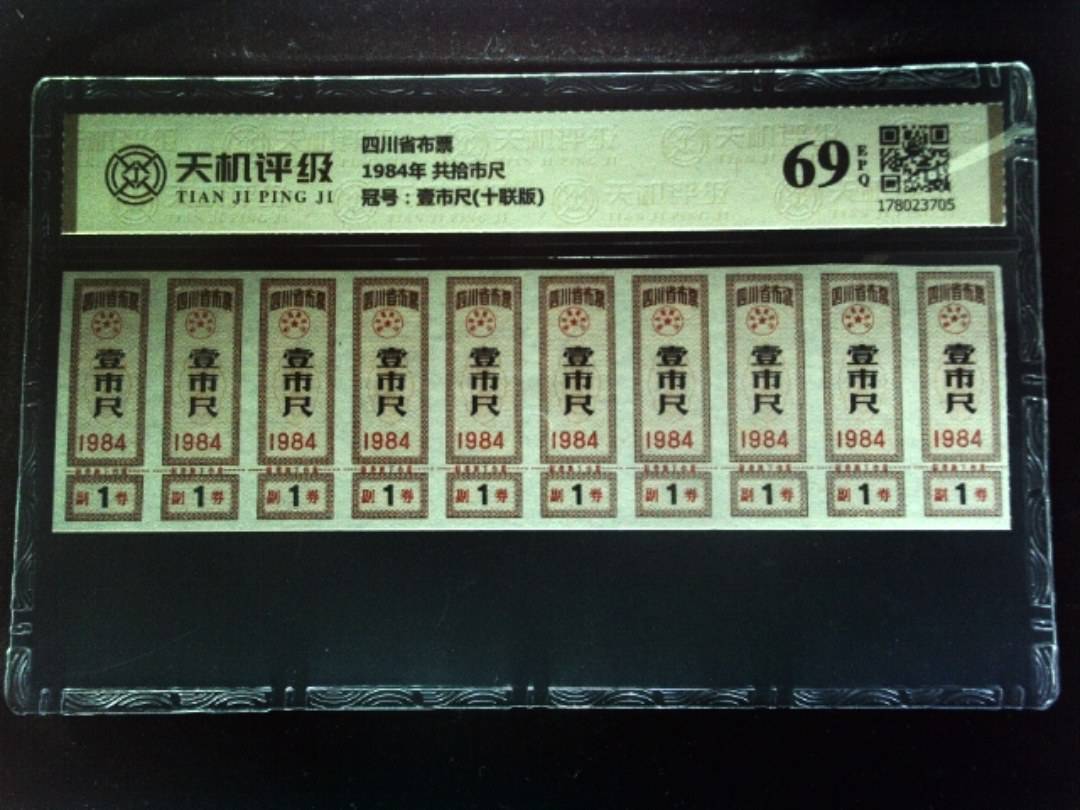 天机评级
TIAN JI PING JI
四川省布票
1984年 共拾市尺
冠号：壹市尺(十联版)
69
EPQ
178023705
四川省布票 四川省布票 四川省布票 四川省布票 四川省布票 四川省布票 四川省布票 四川省布票 四川省布票 四川省布票
壹市尺 壹市尺 壹市尺 壹市尺 壹市尺 壹市尺 壹市尺 壹市尺 壹市尺 壹市尺
1984 1984 1984 1984 1984 1984 1984 1984 1984 1984
副1券 副1券 副1券 副1券 副1券 副1券 副1券 副1券 副1券 副1券